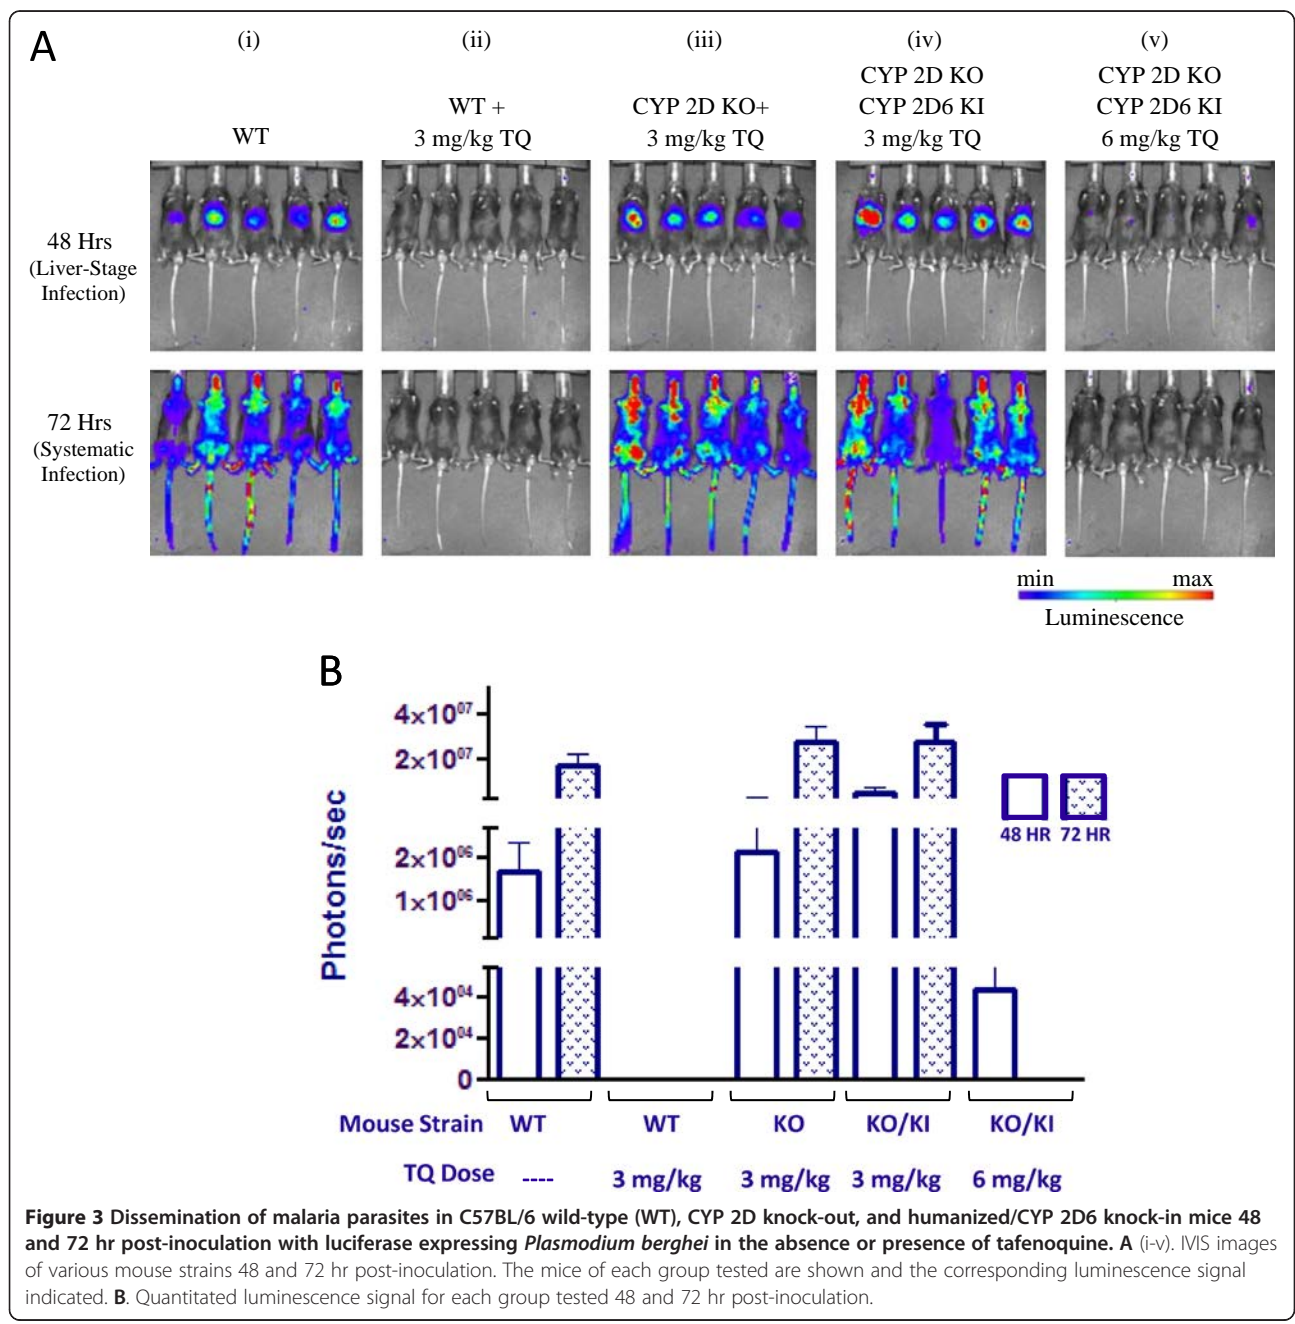 A
(i) (ii) (iii) (iv) (v)
CYP 2D KO CYP 2D KO
WT + CYP 2D KO+ CYP 2D6 KI CYP 2D6 KI
WT 3 mg/kg TQ 3 mg/kg TQ 3 mg/kg TQ 6 mg/kg TQ
48 Hrs
(Liver-Stage
Infection)
72 Hrs
(Systematic
Infection)
min max
Luminescence
B
Photons/sec
4x10⁰⁷
2x10⁰⁷
2x10⁰⁶
1x10⁰⁶
4x10⁰⁴
2x10⁰⁴
0
48 HR 72 HR
Mouse Strain WT WT KO KO/KI KO/KI
TQ Dose ---- 3 mg/kg 3 mg/kg 3 mg/kg 6 mg/kg
Figure 3 Dissemination of malaria parasites in C57BL/6 wild-type (WT), CYP 2D knock-out, and humanized/CYP 2D6 knock-in mice 48
and 72 hr post-inoculation with luciferase expressing Plasmodium berghei in the absence or presence of tafenoquine. A (i-v). IVIS images
of various mouse strains 48 and 72 hr post-inoculation. The mice of each group tested are shown and the corresponding luminescence signal
indicated. B. Quantitated luminescence signal for each group tested 48 and 72 hr post-inoculation.